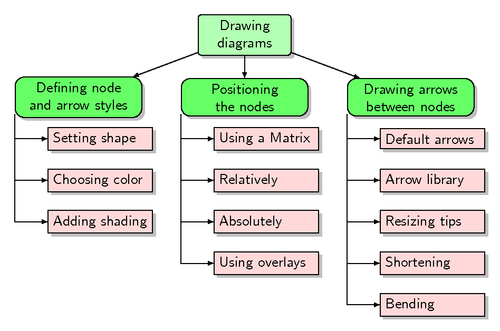 Drawing
diagrams
Defining node
and arrow styles
Setting shape
Choosing color
Adding shading
Positioning
the nodes
Using a Matrix
Relatively
Absolutely
Using overlays
Drawing arrows
between nodes
Default arrows
Arrow library
Resizing tips
Shortening
Bending